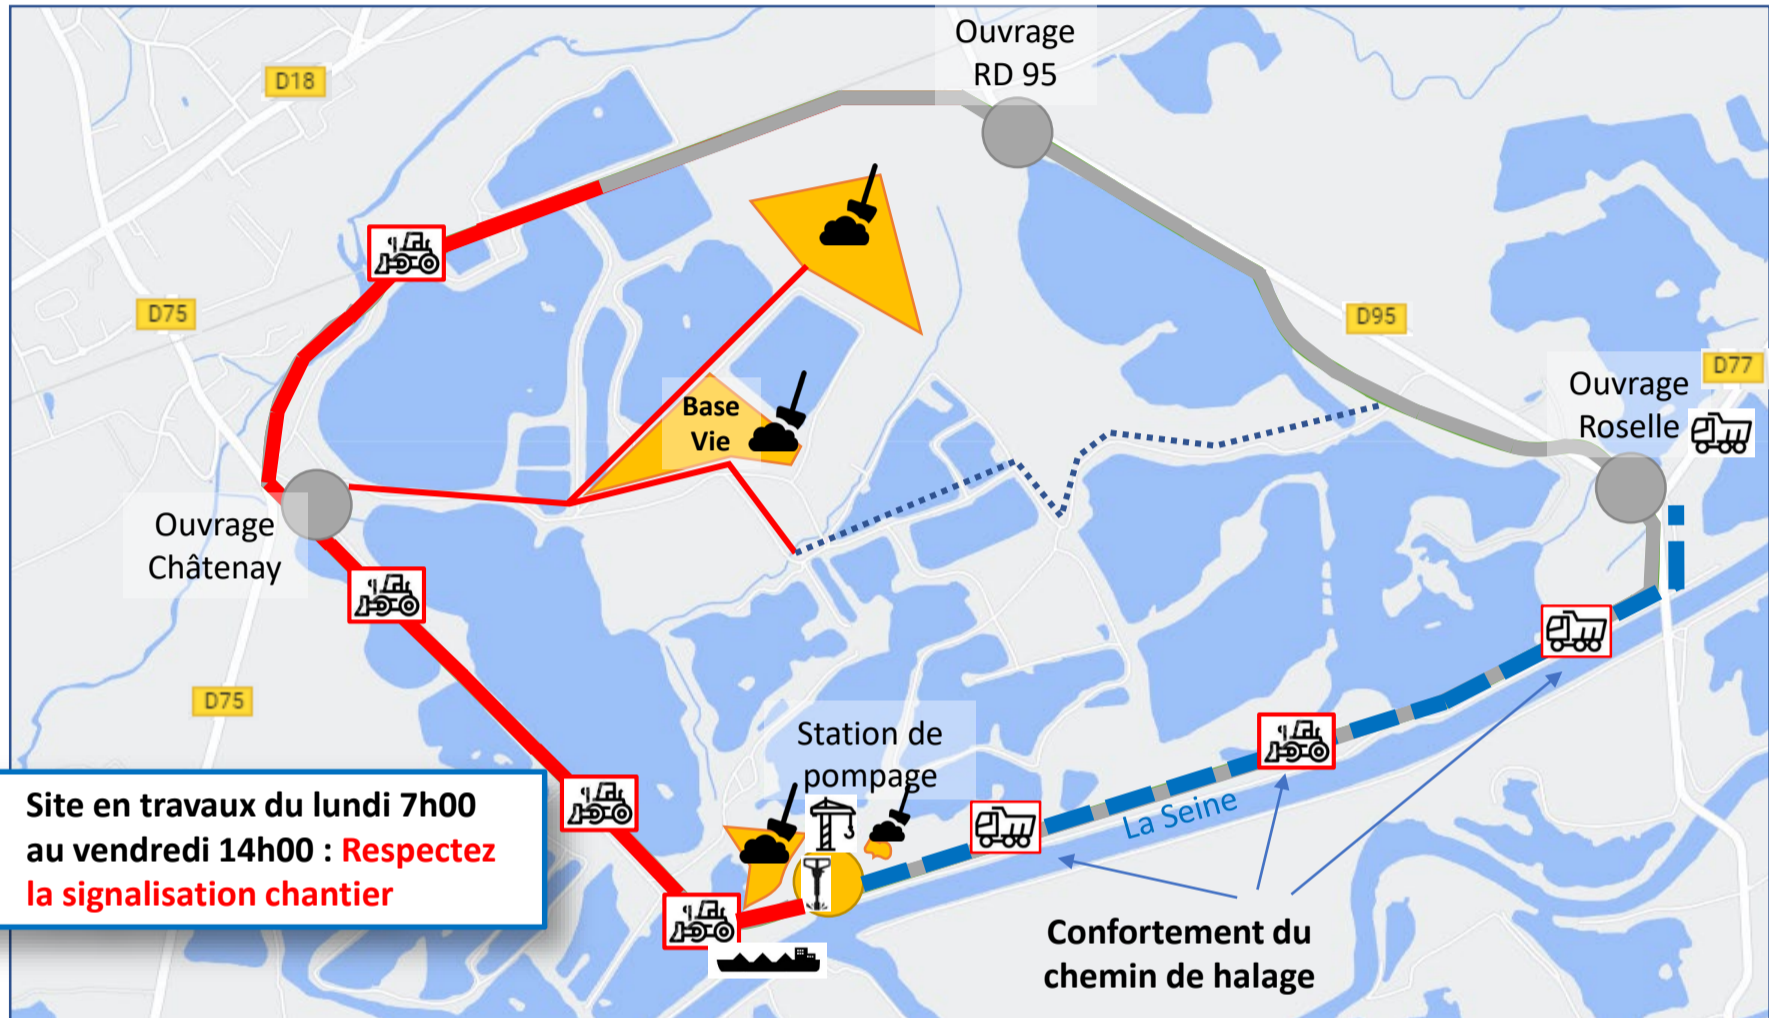 Ouvrage
RD 95
D18
D75
D95
D77
Ouvrage
Roselle
Base
Vie
Ouvrage
Châtenay
D75
Station de
pompage
La Seine
Site en travaux du lundi 7h00
au vendredi 14h00 : Respectez
la signalisation chantier
Confortement du
chemin de halage